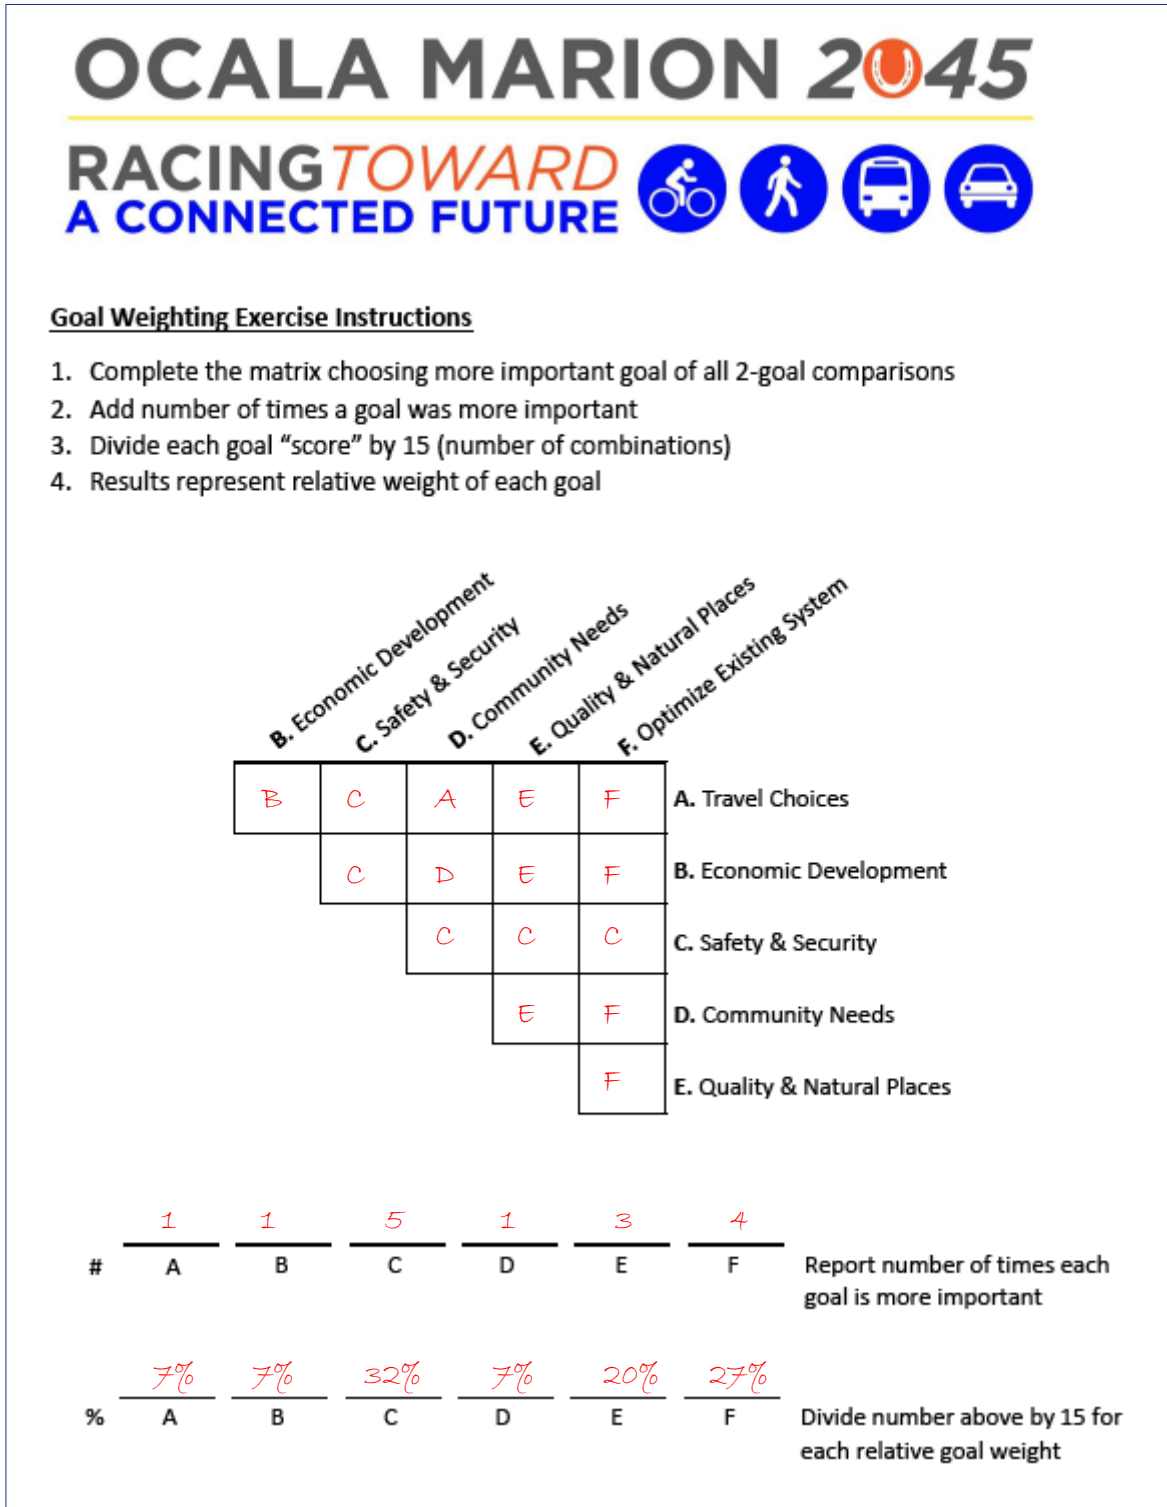 OCALA MARION 2045
RACING TOWARD
A CONNECTED FUTURE
Goal Weighting Exercise Instructions
1. Complete the matrix choosing more important goal of all 2-goal comparisons
2. Add number of times a goal was more important
3. Divide each goal “score” by 15 (number of combinations)
4. Results represent relative weight of each goal
B. Economic Development
C. Safety & Security
D. Community Needs
E. Quality & Natural Places
F. Optimize Existing System
B C A E F A. Travel Choices
C D E F B. Economic Development
C C C C. Safety & Security
E F D. Community Needs
F E. Quality & Natural Places
1 1 5 1 3 4
# A B C D E F Report number of times each
goal is more important
7% 7% 32% 7% 20% 27%
% A B C D E F Divide number above by 15 for
each relative goal weight